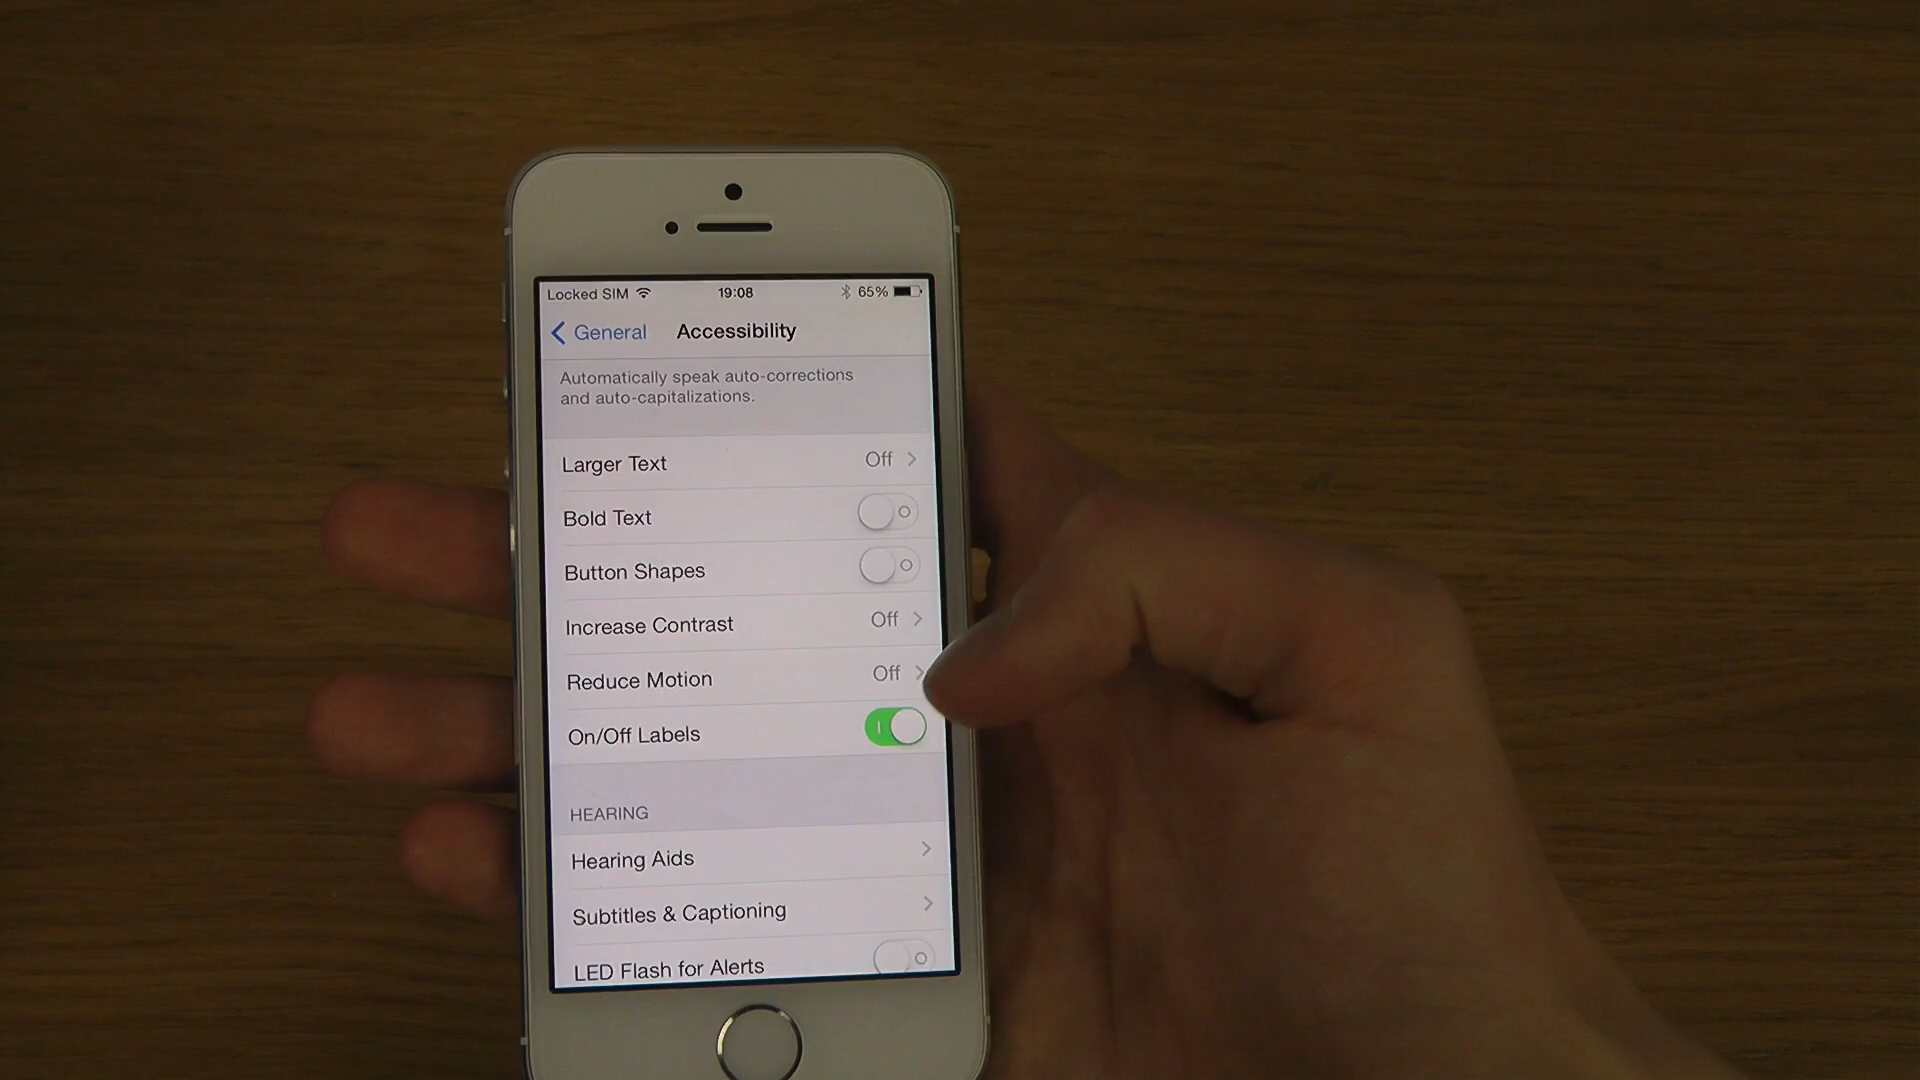 Locked SIM 19:08 65%
General Accessibility
Automatically speak auto-corrections
and auto-capitalizations.
Larger Text Off
Bold Text
Button Shapes
Increase Contrast Off
Reduce Motion Off
On/Off Labels
HEARING
Hearing Aids
Subtitles & Captioning
LED Flash for Alerts